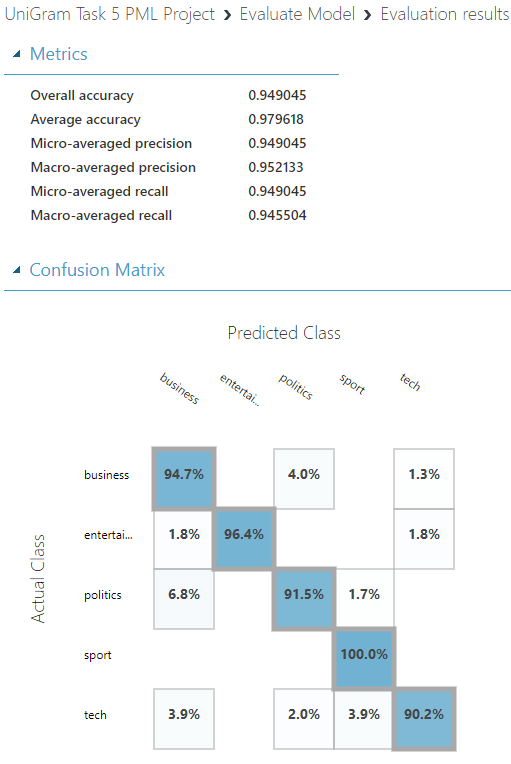 UniGram Task 5 PML Project ❯ Evaluate Model ❯ Evaluation results
Metrics
Overall accuracy 0.949045
Average accuracy 0.979618
Micro-averaged precision 0.949045
Macro-averaged precision 0.952133
Micro-averaged recall 0.949045
Macro-averaged recall 0.945504
Confusion Matrix
Predicted Class
business entertai... politics sport tech
Actual Class
business 94.7% 4.0% 1.3%
entertai... 1.8% 96.4% 1.8%
politics 6.8% 91.5% 1.7%
sport 100.0%
tech 3.9% 2.0% 3.9% 90.2%